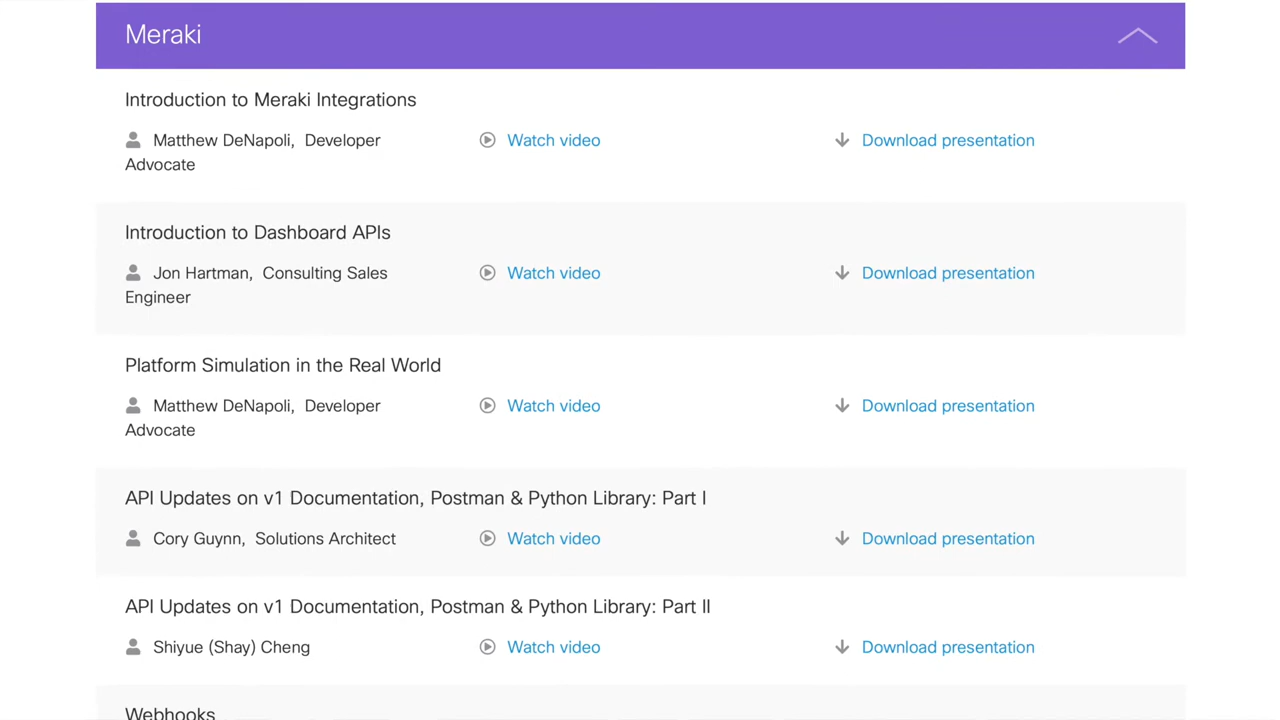 Meraki
Introduction to Meraki Integrations
Matthew DeNapoli, Developer Advocate
Watch video
Download presentation
Introduction to Dashboard APIs
Jon Hartman, Consulting Sales Engineer
Watch video
Download presentation
Platform Simulation in the Real World
Matthew DeNapoli, Developer Advocate
Watch video
Download presentation
API Updates on v1 Documentation, Postman & Python Library: Part I
Cory Guynn, Solutions Architect
Watch video
Download presentation
API Updates on v1 Documentation, Postman & Python Library: Part II
Shiyue (Shay) Cheng
Watch video
Download presentation
Webhooks